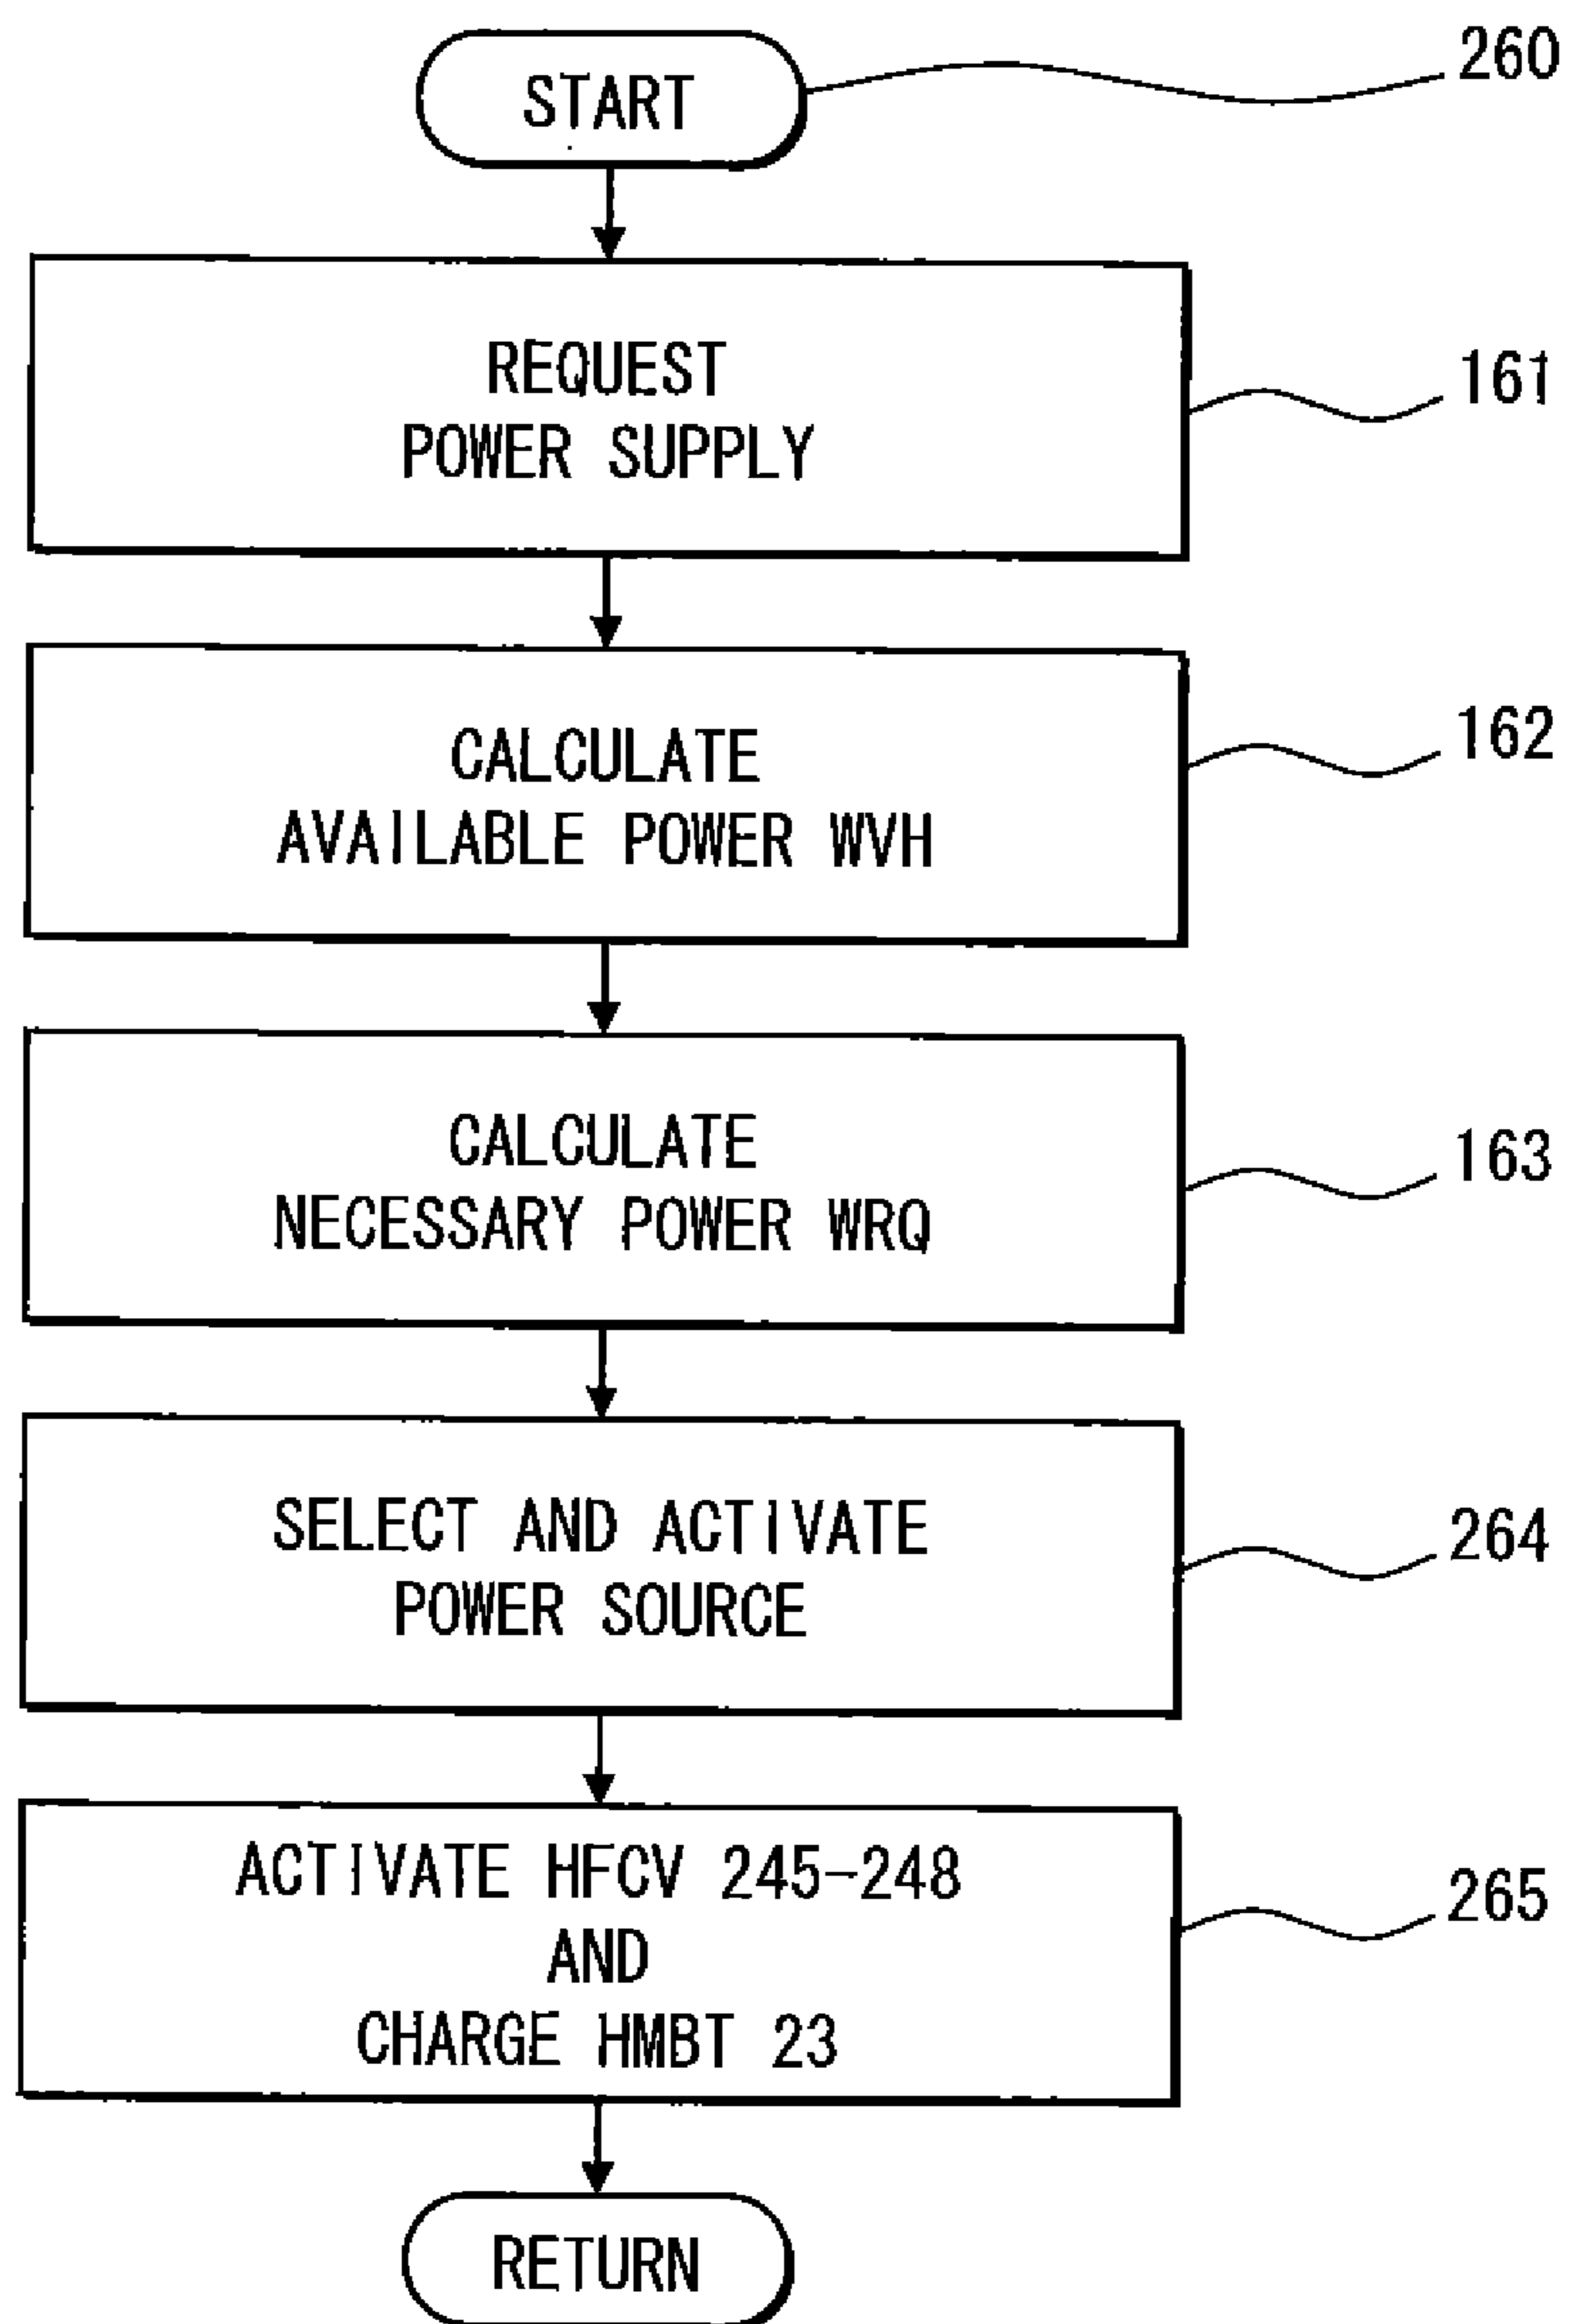 START
260
REQUEST
POWER SUPPLY
161
CALCULATE
AVAILABLE POWER WVH
162
CALCULATE
NECESSARY POWER WRQ
163
SELECT AND ACTIVATE
POWER SOURCE
264
ACTIVATE HFCV 245-248
AND
CHARGE HMBT 23
265
RETURN